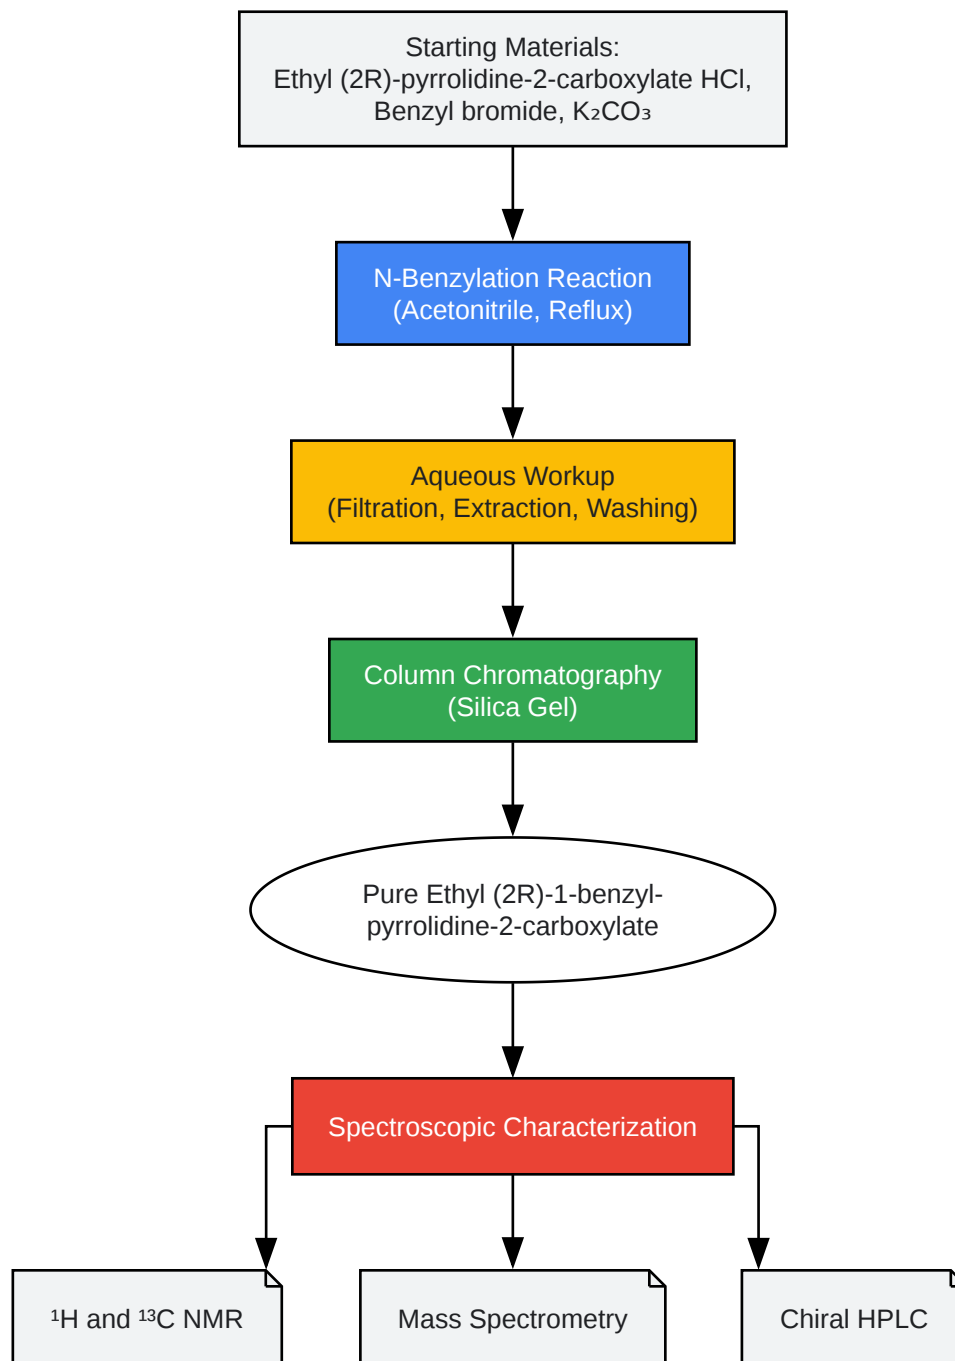 Starting Materials:
Ethyl (2R)-pyrrolidine-2-carboxylate HCl,
Benzyl bromide, K₂CO₃
N-Benzylation Reaction
(Acetonitrile, Reflux)
Aqueous Workup
(Filtration, Extraction, Washing)
Column Chromatography
(Silica Gel)
Pure Ethyl (2R)-1-benzyl-
pyrrolidine-2-carboxylate
Spectroscopic Characterization
¹H and ¹³C NMR
Mass Spectrometry
Chiral HPLC